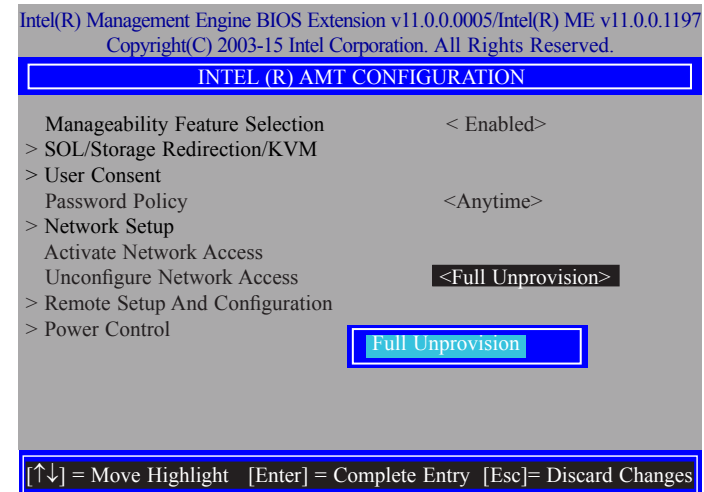 Intel(R) Management Engine BIOS Extension v11.0.0.0005/Intel(R) ME v11.0.0.1197
Copyright(C) 2003-15 Intel Corporation. All Rights Reserved.
INTEL (R) AMT CONFIGURATION
Manageability Feature Selection < Enabled>
> SOL/Storage Redirection/KVM
> User Consent
Password Policy <Anytime>
> Network Setup
Activate Network Access
Unconfigure Network Access <Full Unprovision>
> Remote Setup And Configuration
> Power Control
Full Unprovision
[↑↓] = Move Highlight [Enter] = Complete Entry [Esc]= Discard Changes